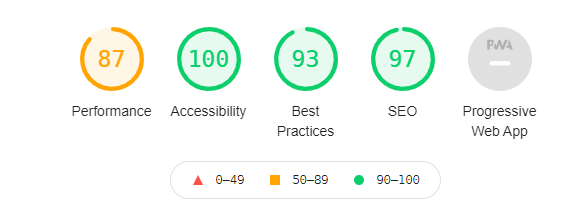 87 100 93 97 PWA
Performance Accessibility Best Practices SEO Progressive Web App
0–49 50–89 90–100